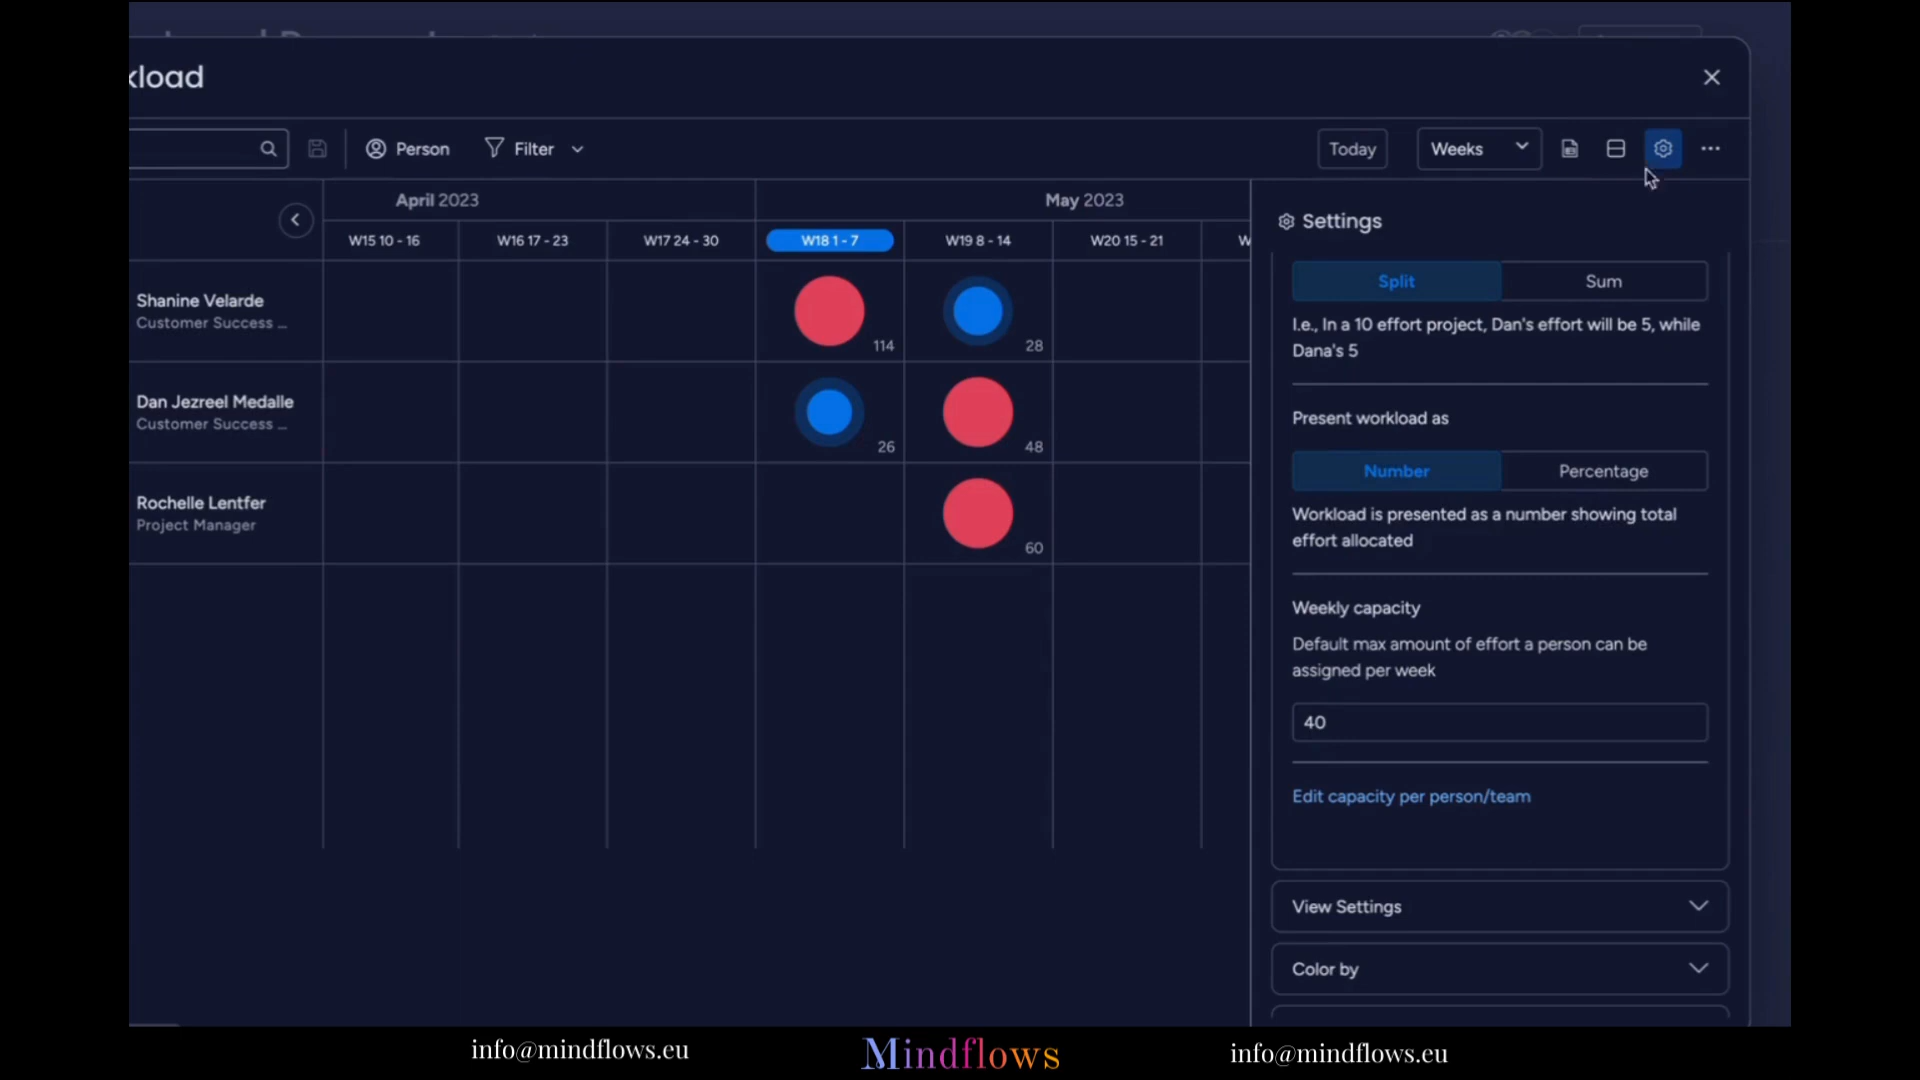 kload
Person
Filter
Today
Weeks
April 2023
May 2023
W15 10 - 16
W16 17 - 23
W17 24 - 30
W18 1 - 7
W19 8 - 14
W20 15 - 21
W
Shanine Velarde
Customer Success ...
114
28
Dan Jezreel Medalle
Customer Success ...
26
48
Rochelle Lentfer
Project Manager
60
Settings
Split
Sum
I.e., In a 10 effort project, Dan's effort will be 5, while
Dana's 5
Present workload as
Number
Percentage
Workload is presented as a number showing total
effort allocated
Weekly capacity
Default max amount of effort a person can be
assigned per week
40
Edit capacity per person/team
View Settings
Color by
info@mindflows.eu
Mindflows
info@mindflows.eu